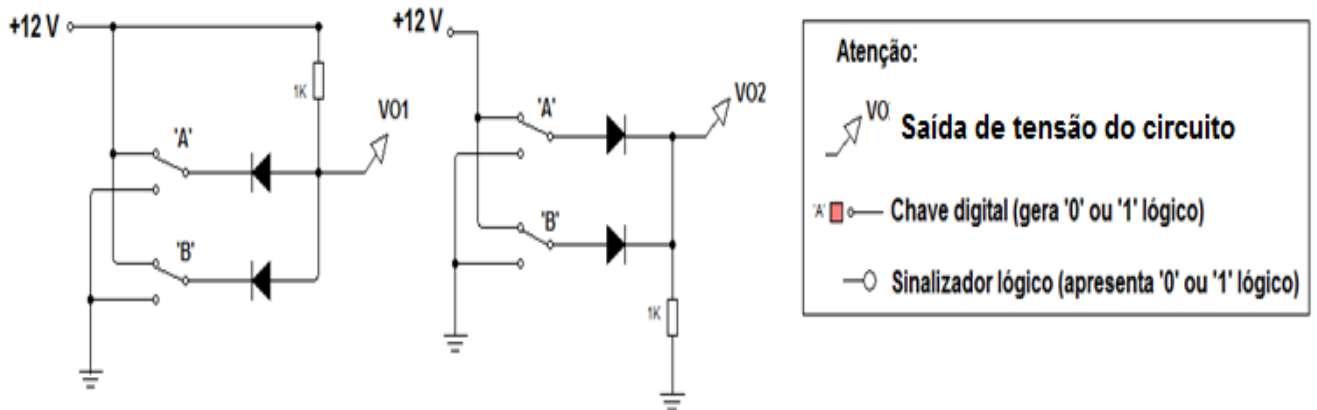 +12 V
1K
VO1
'A'
'B'
+12 V
'A'
VO2
'B'
1K
Atenção:
VO Saída de tensão do circuito
'A' Chave digital (gera '0' ou '1' lógico)
Sinalizador lógico (apresenta '0' ou '1' lógico)